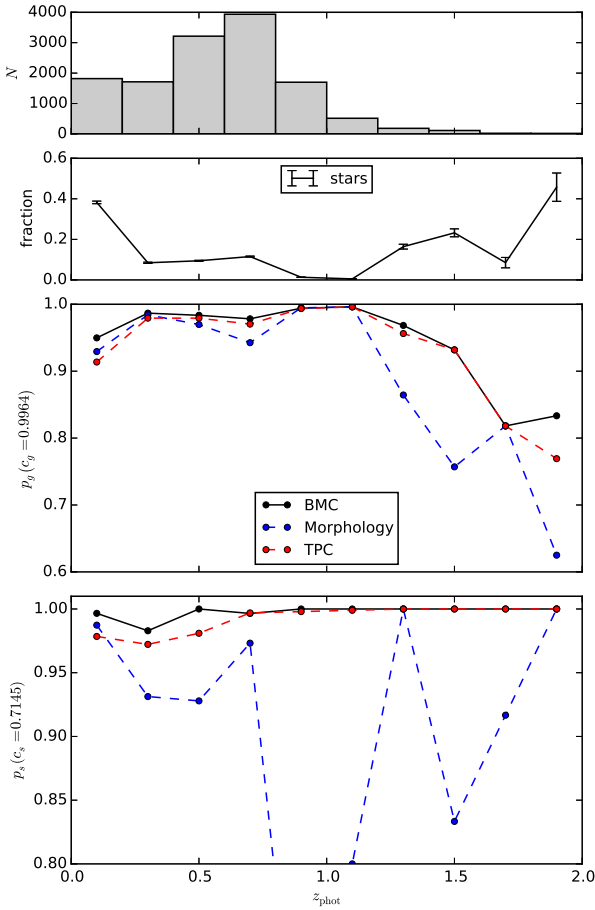 4000
3000
2000
1000
0
N
0.6
0.4
0.2
0.0
fraction
stars
1.0
0.9
0.8
0.7
0.6
p_g (c_g = 0.9964)
BMC
Morphology
TPC
1.00
0.95
0.90
0.85
0.80
p_s (c_s = 0.7145)
0.0 0.5 1.0 1.5 2.0
z_phot